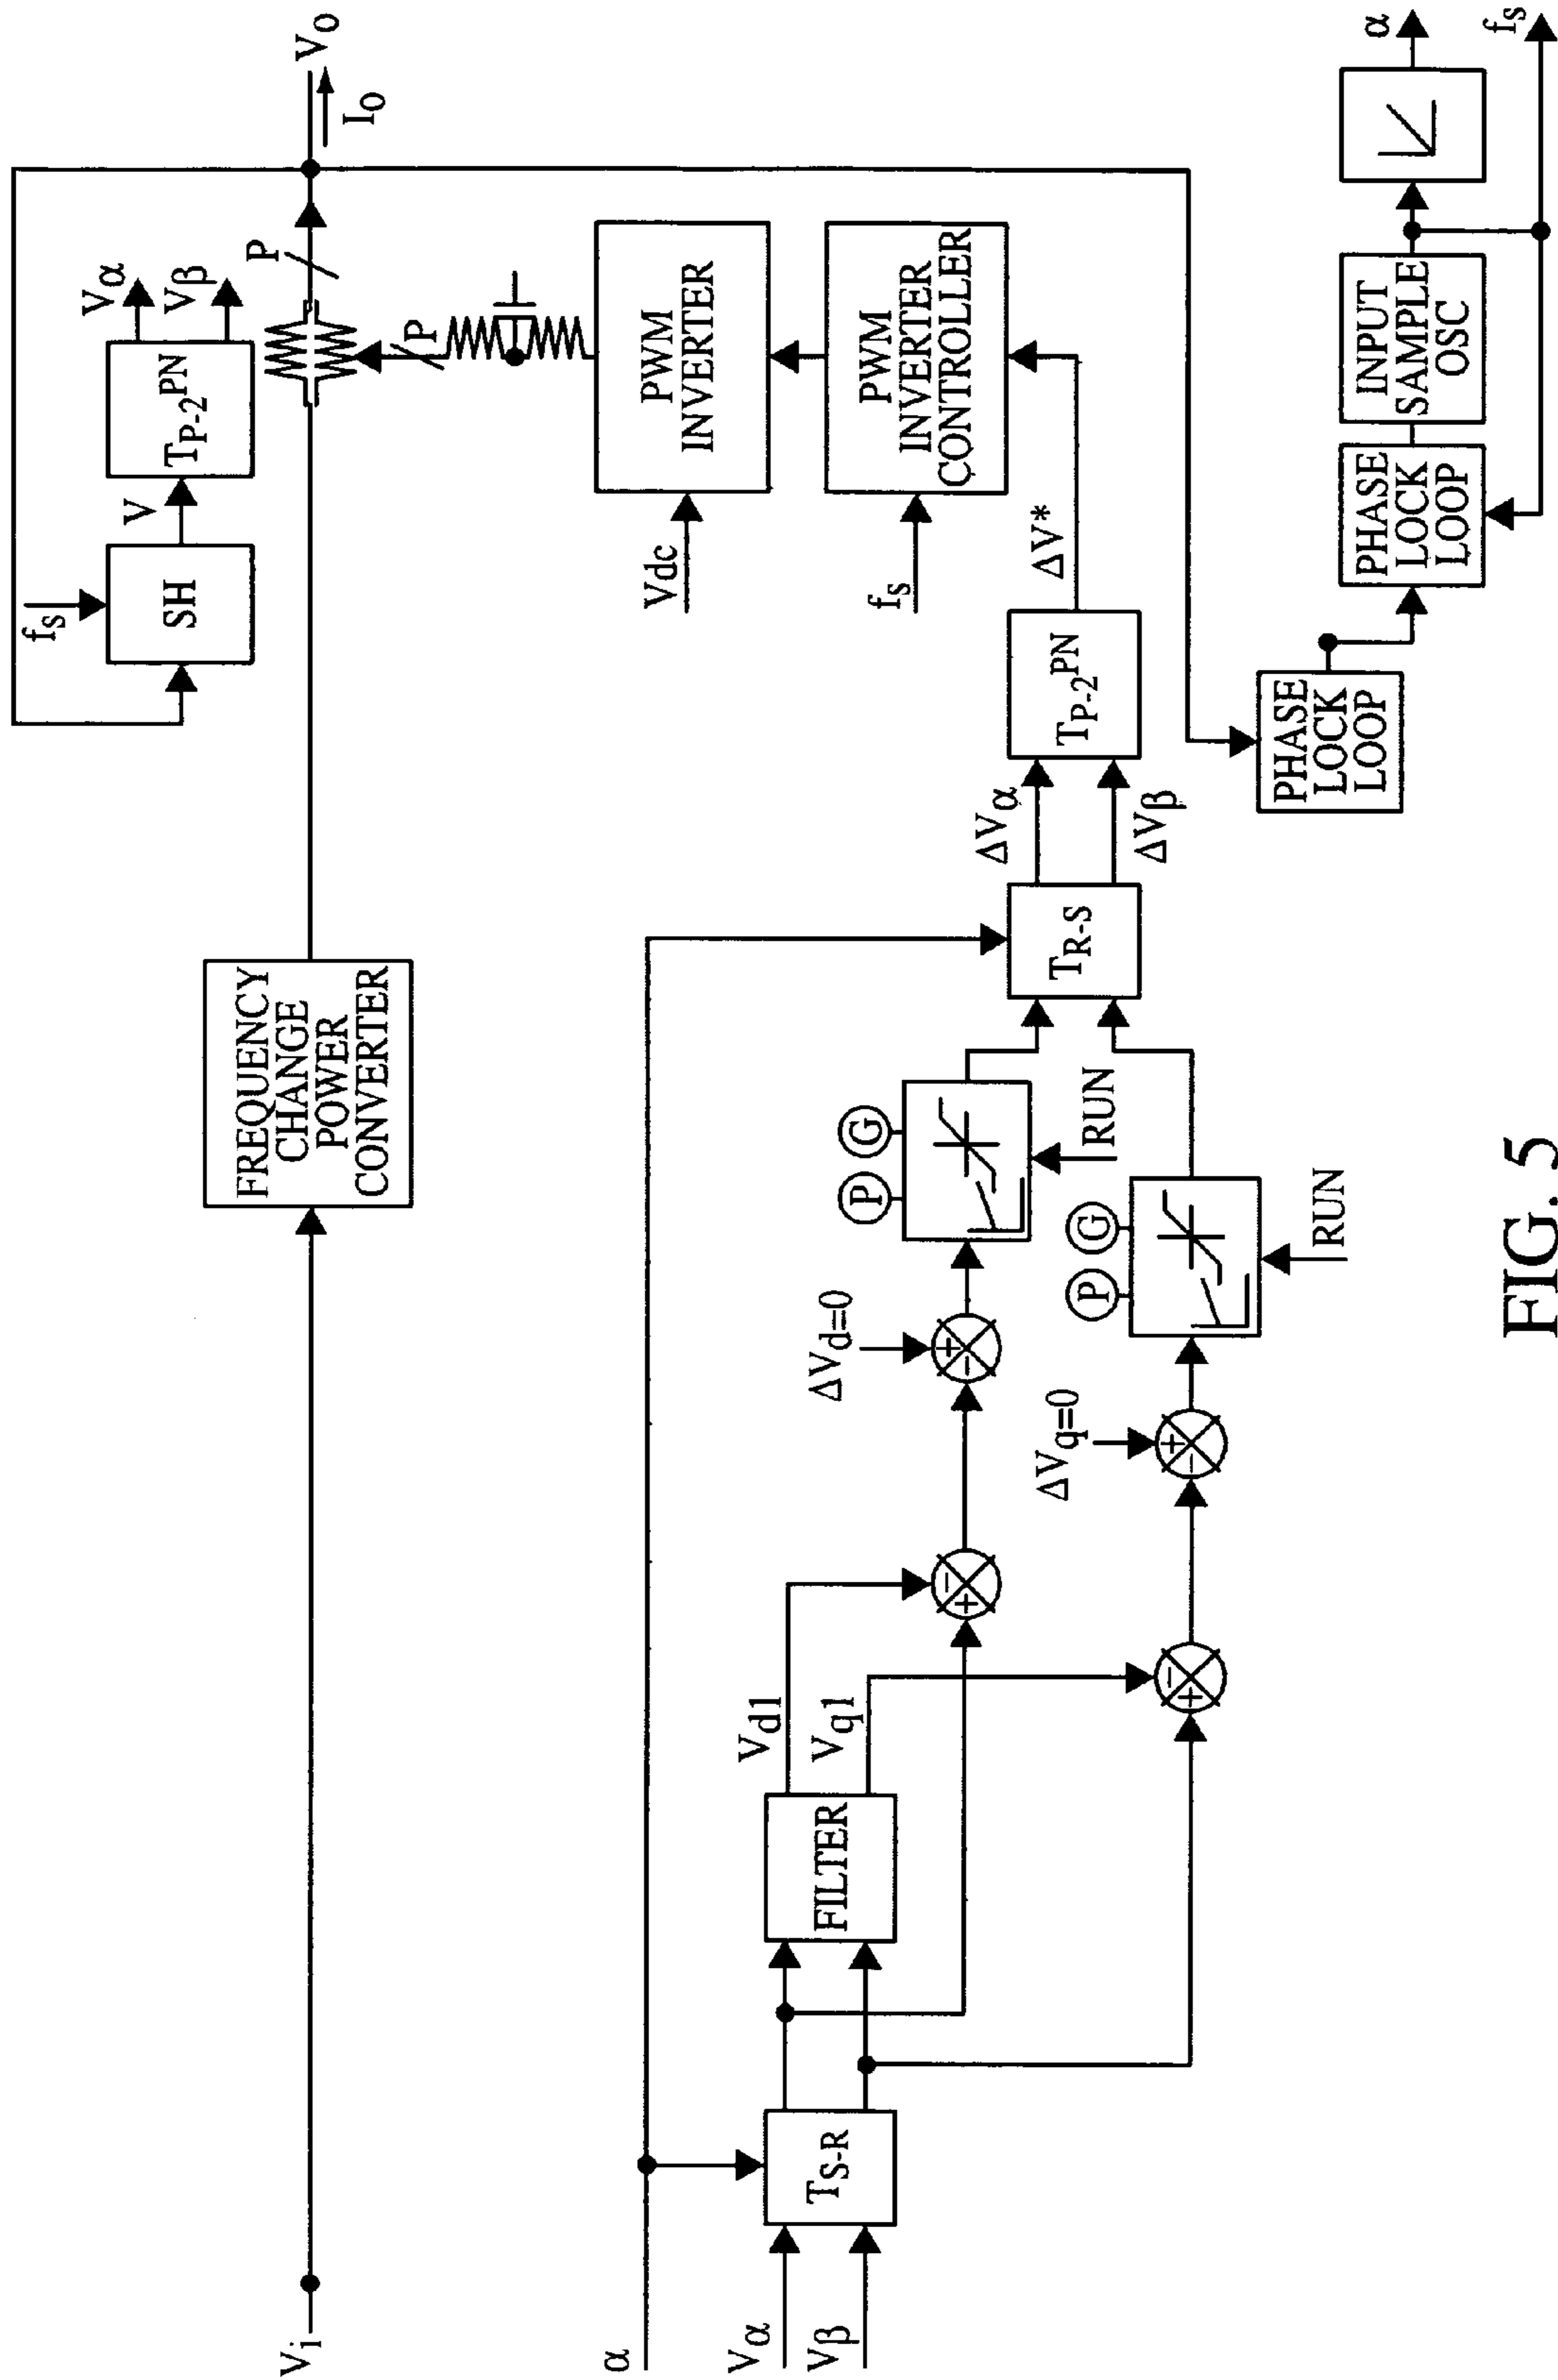 Vi
FREQUENCY
CHANGE
POWER
CONVERTER
fs
SH
V
TP-2PN
Vα
Vβ
P
Vo
Io
P
Vdc
PWM
INVERTER
fs
PWM
INVERTER
CONTROLLER
α
Vα
Vβ
TS-R
FILTER
Vd1
Vq1
-
+
-
+
ΔVd=0
+
-
ΔVq=0
+
-
P
G
RUN
P
G
RUN
TR-S
ΔVα
ΔVβ
TP-2PN
ΔV*
PHASE
LOCK
LOOP
PHASE
LOCK
LOOP
INPUT
SAMPLE
OSC
α
fs
FIG. 5